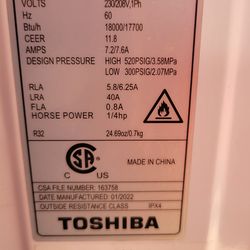 VOLTS 230/208V,1Ph
Hz 60
Btu/h 18000/17700
CEER 11.8
AMPS 7.2/7.6A
DESIGN PRESSURE HIGH 520PSIG/3.58MPa
LOW 300PSIG/2.07MPa
RLA 5.8/6.25A
LRA 40A
FLA 0.8A
HORSE POWER 1/4hp
R32 24.69oz/0.7kg
CSA
C US
MADE IN CHINA
CSA FILE NUMBER: 163758
DATE MANUFACTURED: 01/2022
OUTSIDE RESISTANCE CLASS IPX4
TOSHIBA